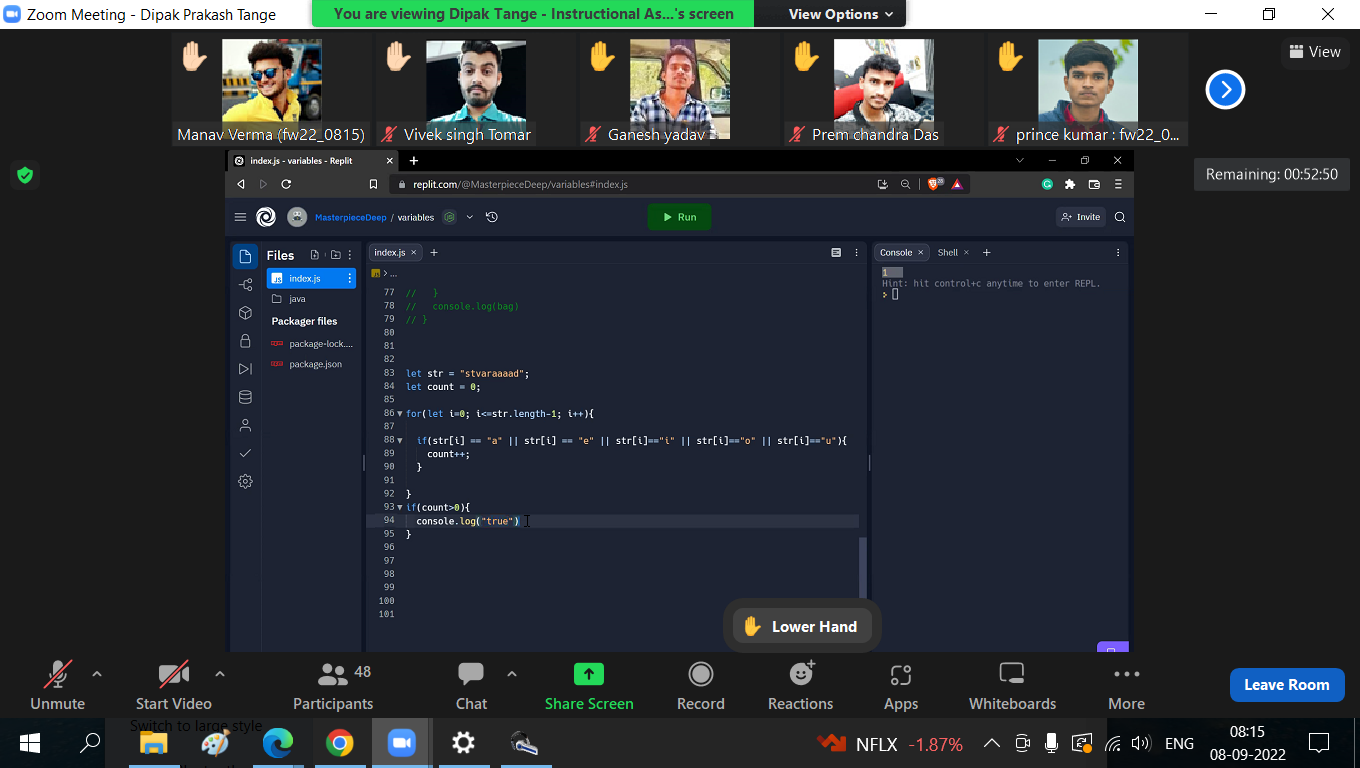 Zoom Meeting - Dipak Prakash Tange
You are viewing Dipak Tange - Instructional As...'s screen
View Options
View
Manav Verma (fw22_0815)
Vivek singh Tomar
Ganesh yadav
Prem chandra Das
prince kumar : fw22_0...
Remaining: 00:52:50
index.js - variables - Replit
replit.com/@MasterpieceDeep/variables#index.js
MasterpieceDeep / variables
Run
Invite
Files
index.js
java
Packager files
package-lock....
package.json
index.js
JS > ...
77 // }
78 // console.log(bag)
79 // }
80
81
82
83 let str = "stvaraaaad";
84 let count = 0;
85
86 for(let i=0; i<=str.length-1; i++){
87
88 if(str[i] == "a" || str[i] == "e" || str[i]=="i" || str[i]=="o" || str[i]=="u"){
89 count++;
90 }
91
92 }
93 if(count>0){
94 console.log("true")
95 }
96
97
98
99
100
101
Console
Shell
1
Hint: hit control+c anytime to enter REPL.
Lower Hand
Unmute
Start Video
48
Participants
Chat
Share Screen
Record
Reactions
Apps
Whiteboards
More
Leave Room
Switch to large style
NFLX -1.87%
ENG
08:15
08-09-2022